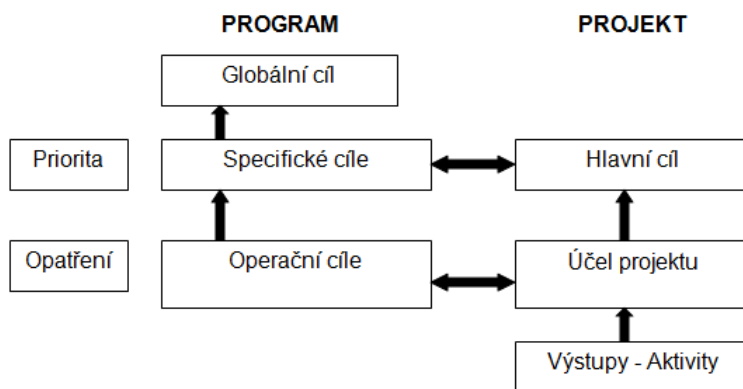 PROGRAM PROJEKT
Globální cíl
Priorita Specifické cíle Hlavní cíl
Opatření Operační cíle Účel projektu
Výstupy - Aktivity